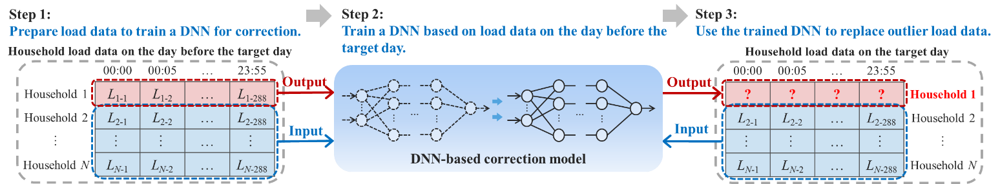 Step 1:
Prepare load data to train a DNN for correction.
Household load data on the day before the target day
00:00 00:05 … 23:55
Household 1 L1-1 L1-2 … L1-288
Household 2 L2-1 L2-2 … L2-288
⋮ ⋮ ⋮ … ⋮
Household N LN-1 LN-2 … LN-288
Output
Input
Step 2:
Train a DNN based on load data on the day before the
target day.
... ...
DNN-based correction model
Output
Input
Step 3:
Use the trained DNN to replace outlier load data.
Household load data on the target day
00:00 00:05 … 23:55
? ? ? ? Household 1
L2-1 L2-2 … L2-288 Household 2
⋮ ⋮ … ⋮ ⋮
LN-1 LN-2 … LN-288 Household N